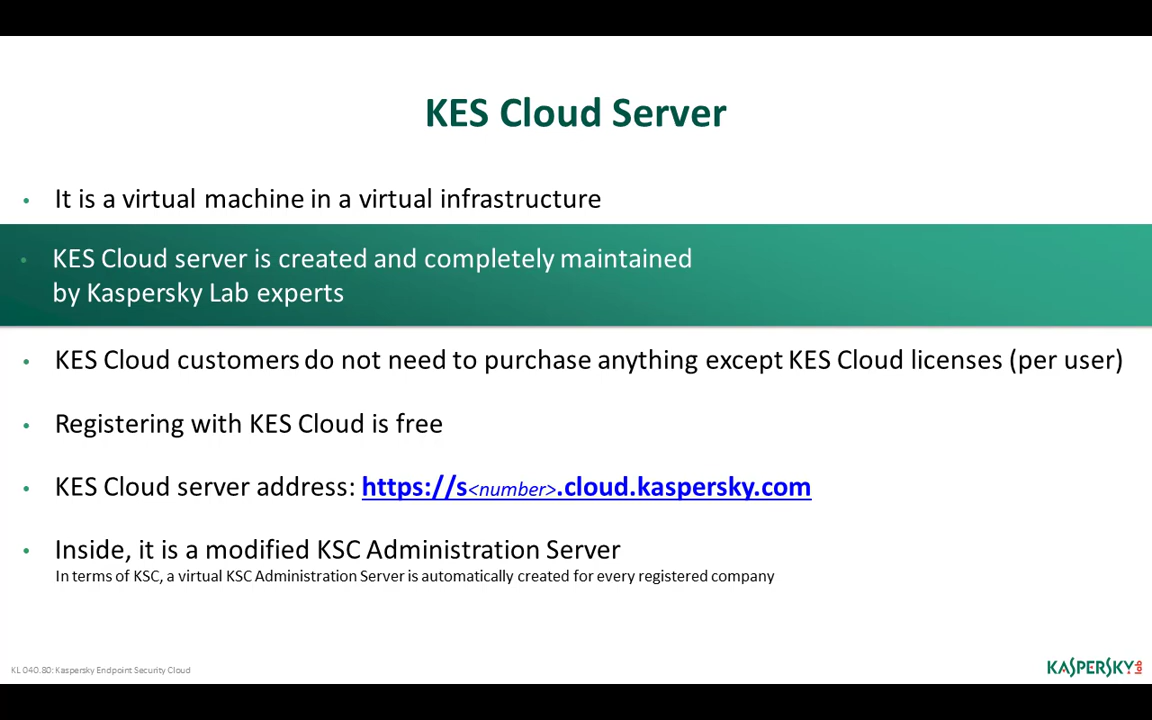 KES Cloud Server
• It is a virtual machine in a virtual infrastructure
• KES Cloud server is created and completely maintained
by Kaspersky Lab experts
• KES Cloud customers do not need to purchase anything except KES Cloud licenses (per user)
• Registering with KES Cloud is free
• KES Cloud server address: https://s<number>.cloud.kaspersky.com
• Inside, it is a modified KSC Administration Server
In terms of KSC, a virtual KSC Administration Server is automatically created for every registered company
KL 040.80: Kaspersky Endpoint Security Cloud
KASPERSKY lab